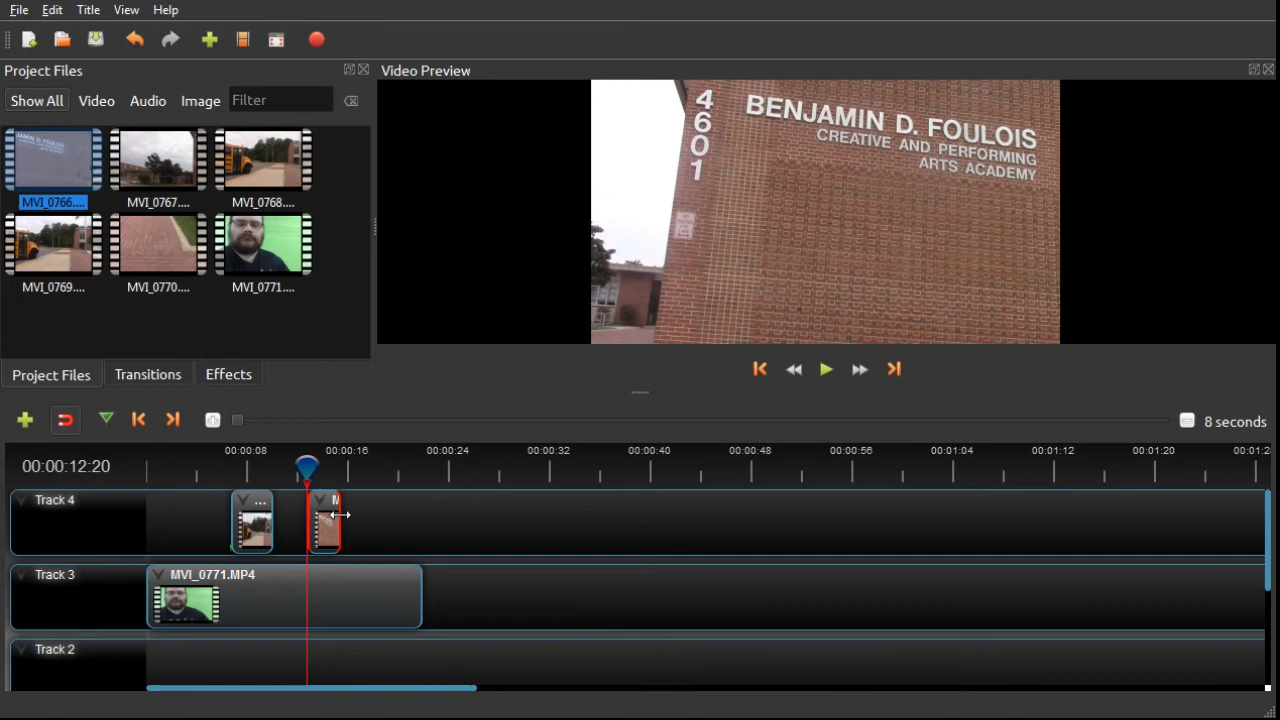 File Edit Title View Help
Project Files
Video Preview
Show All Video Audio Image Filter
MVI_0766.... MVI_0767.... MVI_0768....
MVI_0769.... MVI_0770.... MVI_0771....
4601
BENJAMIN D. FOULOIS
CREATIVE AND PERFORMING
ARTS ACADEMY
Project Files Transitions Effects
8 seconds
00:00:12:20
00:00:08 00:00:16 00:00:24 00:00:32 00:00:40 00:00:48 00:00:56 00:01:04 00:01:12 00:01:20 00:01:2
Track 4 ... M
Track 3 MVI_0771.MP4
Track 2